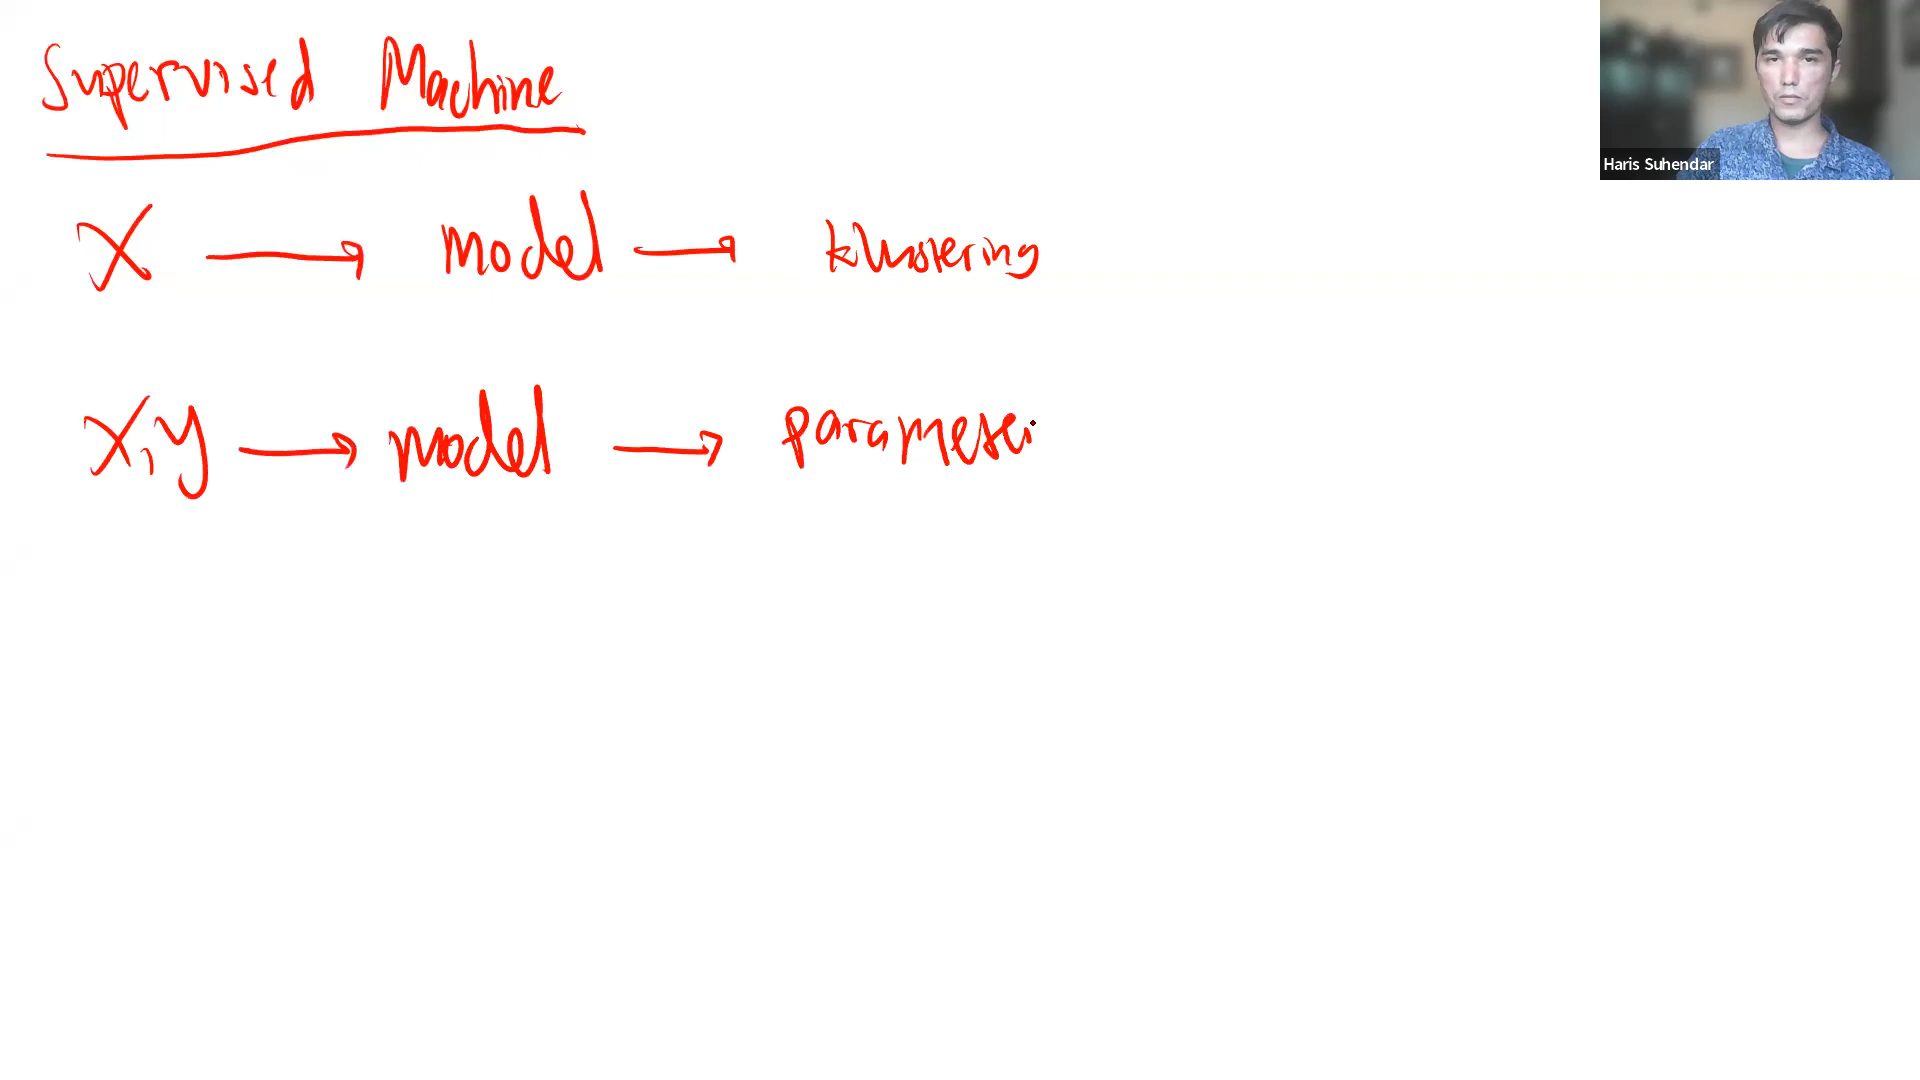 Supervised Machine
X → model → klustering
X, y → model → parameter
Haris Suhendar